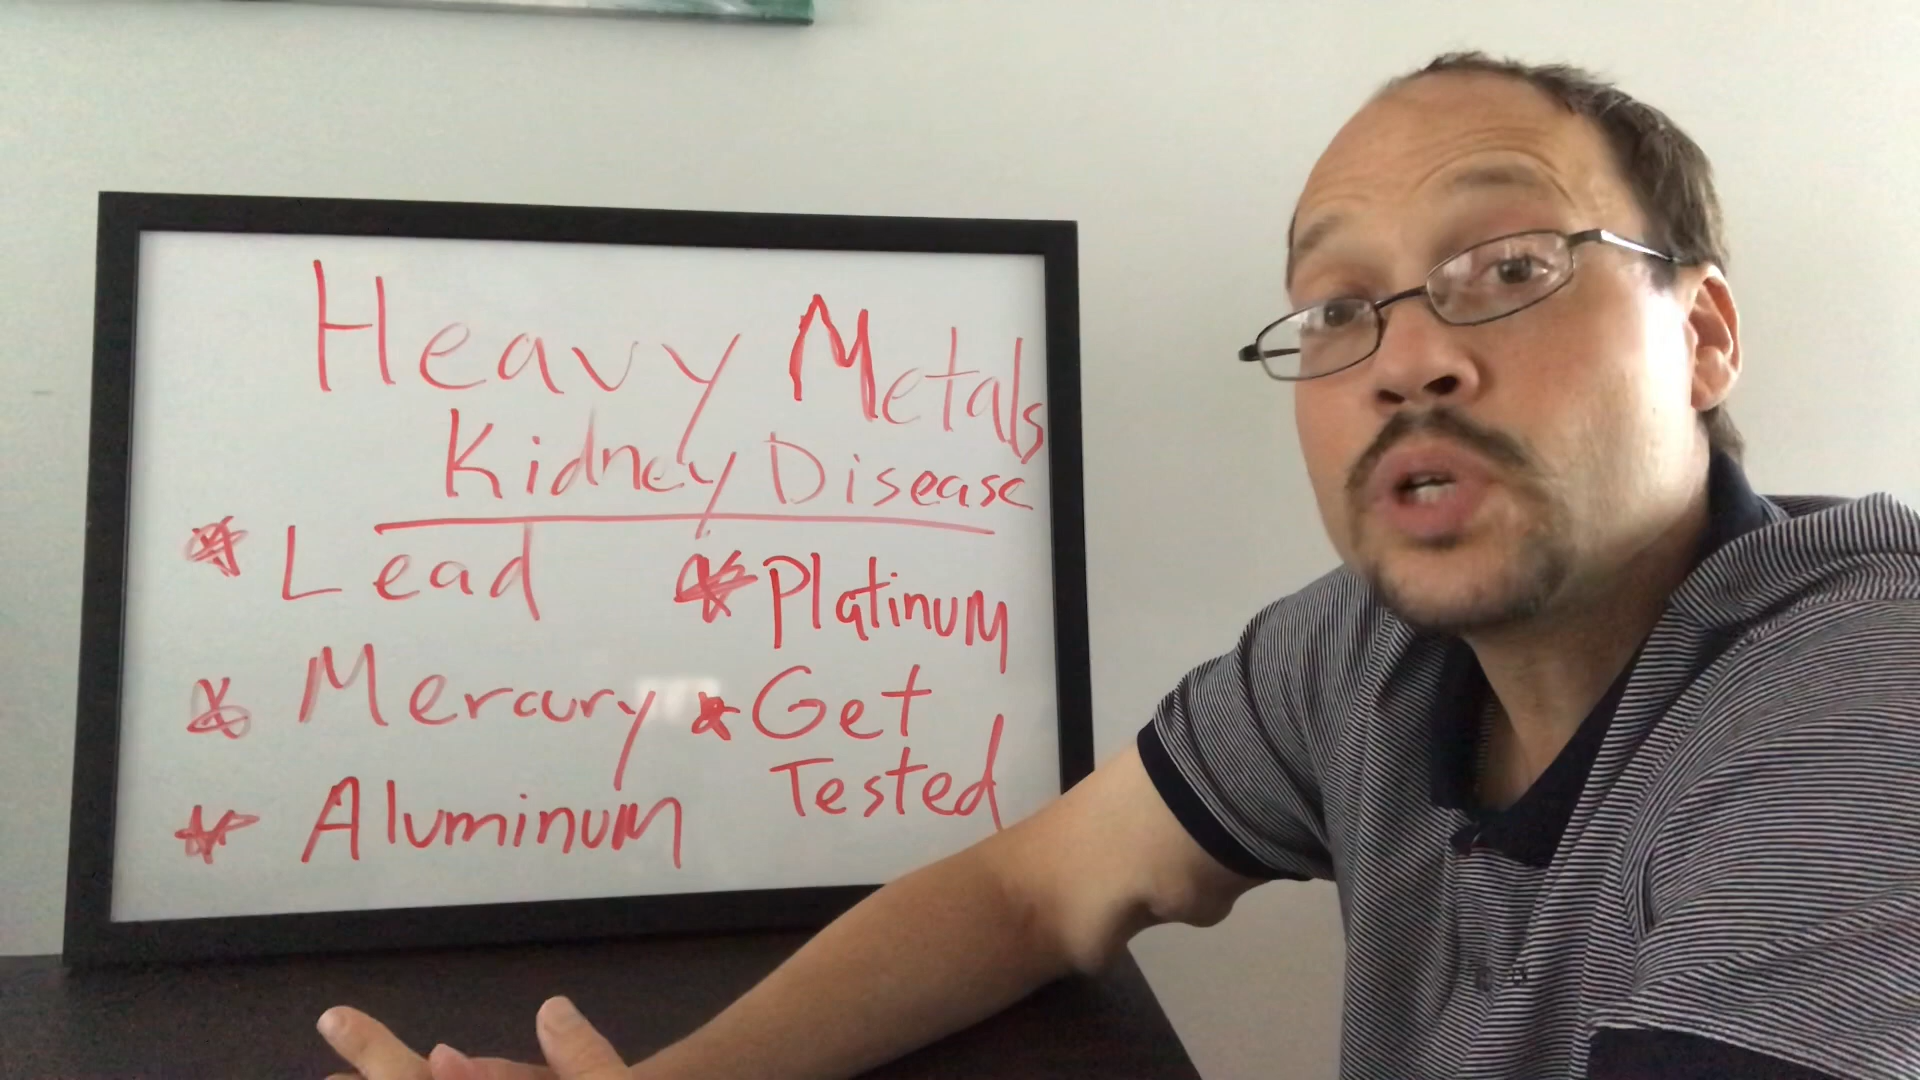 Heavy Metals
Kidney Disease
Lead
Mercury
Aluminum
Platinum
Get
Tested